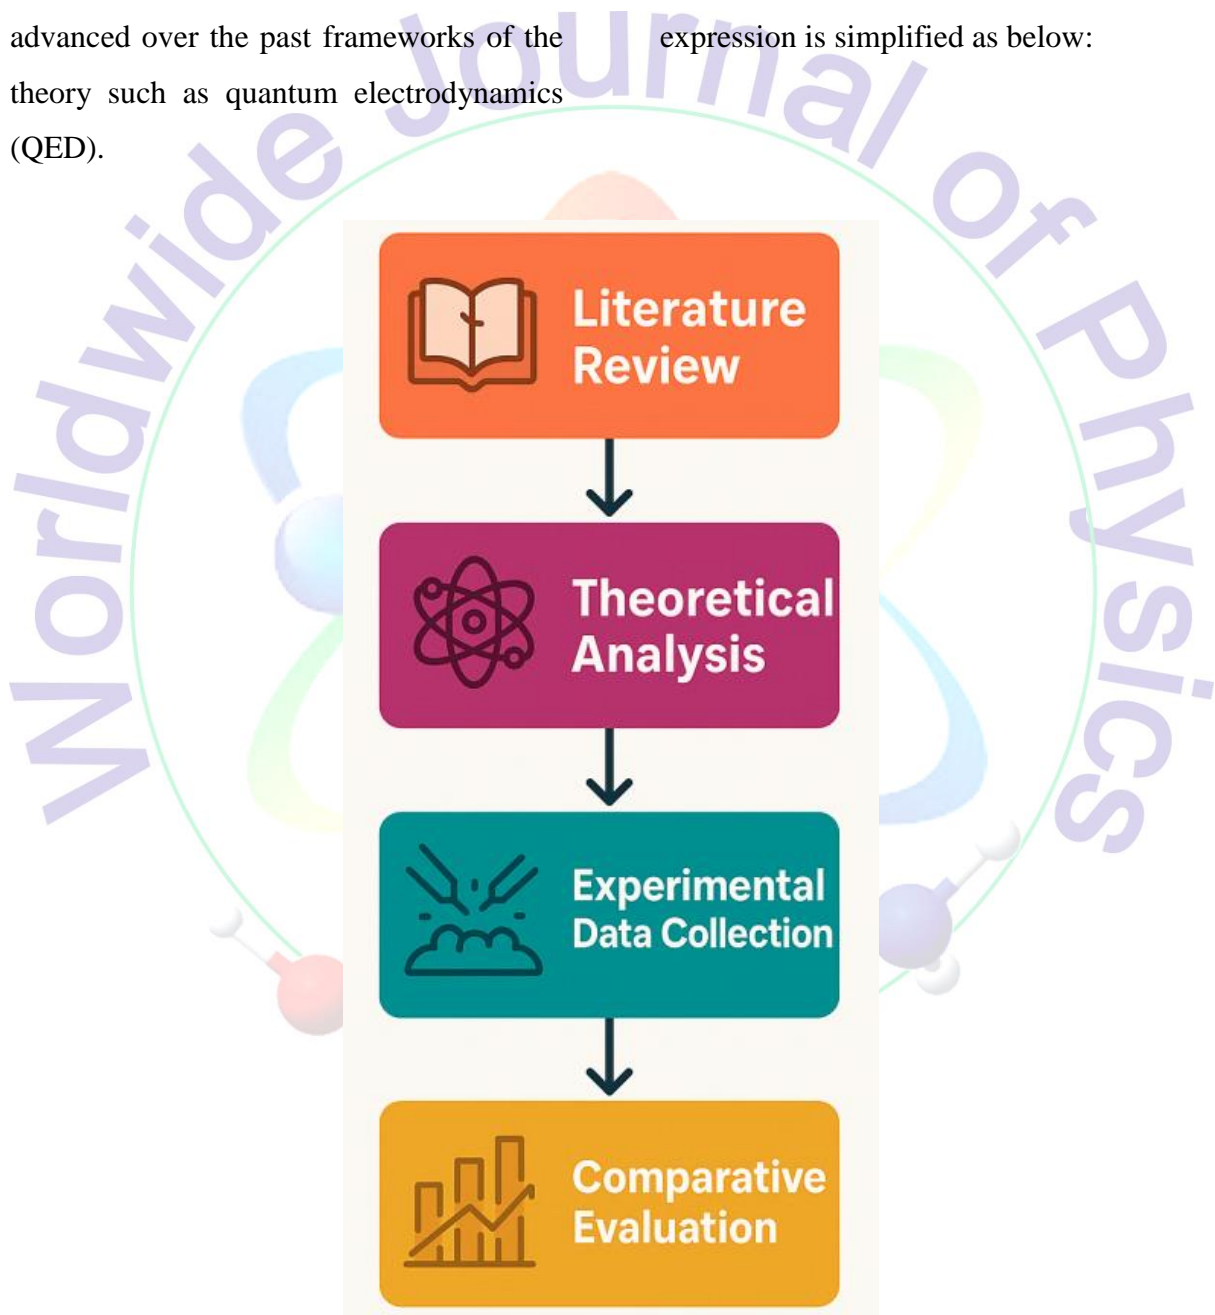 advanced over the past frameworks of the
theory such as quantum electrodynamics
(QED).
expression is simplified as below:
Worldwide Journal of Physics
Literature
Review
Theoretical
Analysis
Experimental
Data Collection
Comparative
Evaluation